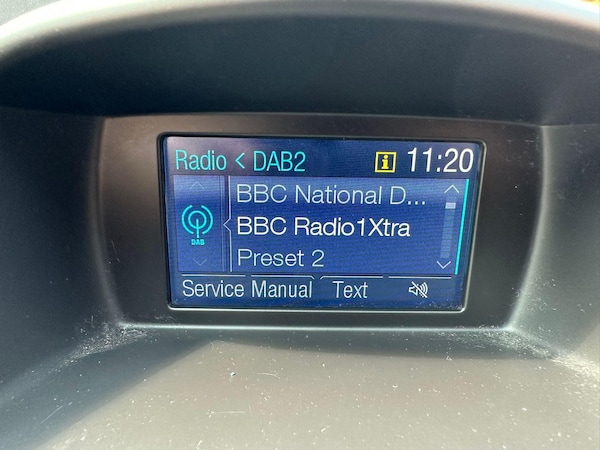 Radio < DAB2 i 11:20
BBC National D...
BBC Radio1Xtra
DAB
Preset 2
Service Manual Text